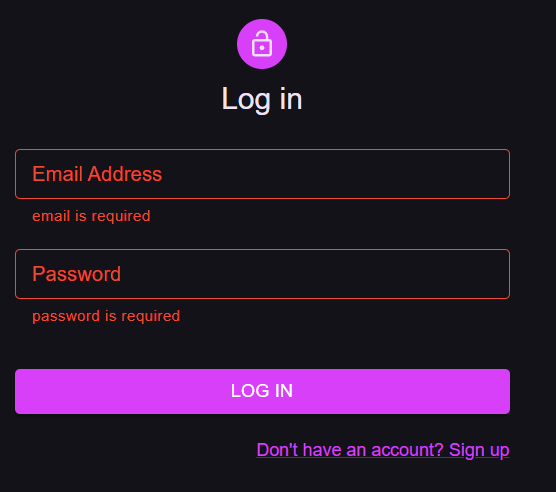 Log in
Email Address
email is required
Password
password is required
LOG IN
Don't have an account? Sign up